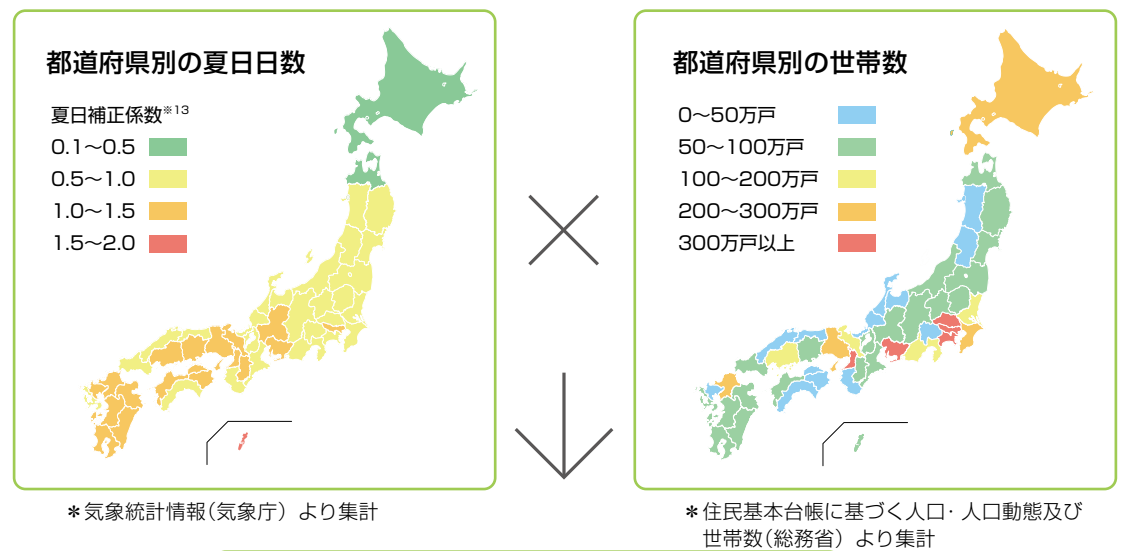 都道府県別の夏日日数
夏日補正係数※13
0.1〜0.5
0.5〜1.0
1.0〜1.5
1.5〜2.0
＊気象統計情報（気象庁）より集計
都道府県別の世帯数
0〜50万戸
50〜100万戸
100〜200万戸
200〜300万戸
300万戸以上
＊住民基本台帳に基づく人口・人口動態及び
世帯数（総務省）より集計